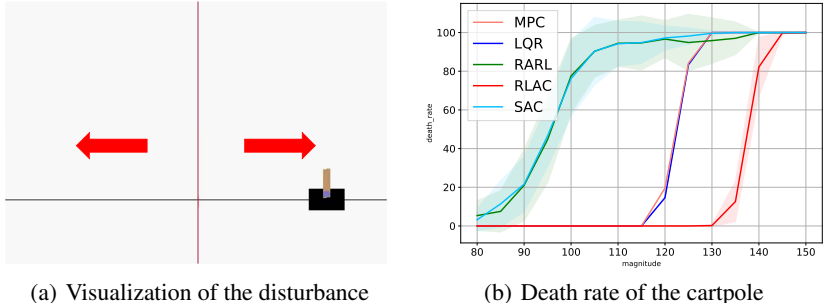 MPC
LQR
RARL
RLAC
SAC
100
80
60
40
20
0
death_rate
80 90 100 110 120 130 140 150
magnitude
(a) Visualization of the disturbance
(b) Death rate of the cartpole